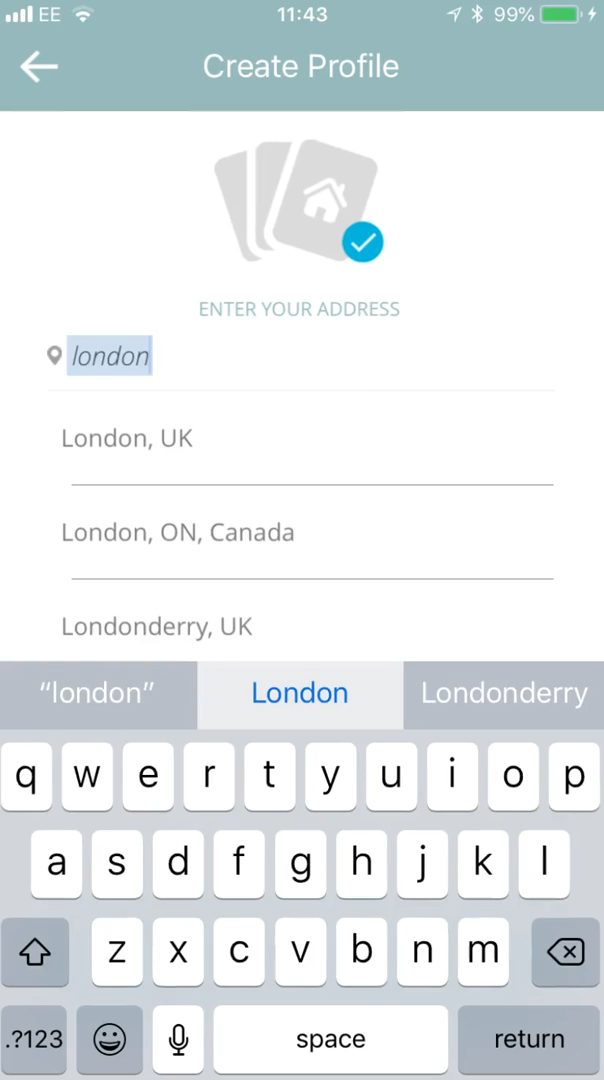 EE 11:43 99%
Create Profile
ENTER YOUR ADDRESS
london
London, UK
London, ON, Canada
Londonderry, UK
“london” London Londonderry
q w e r t y u i o p
a s d f g h j k l
z x c v b n m
.?123 space return